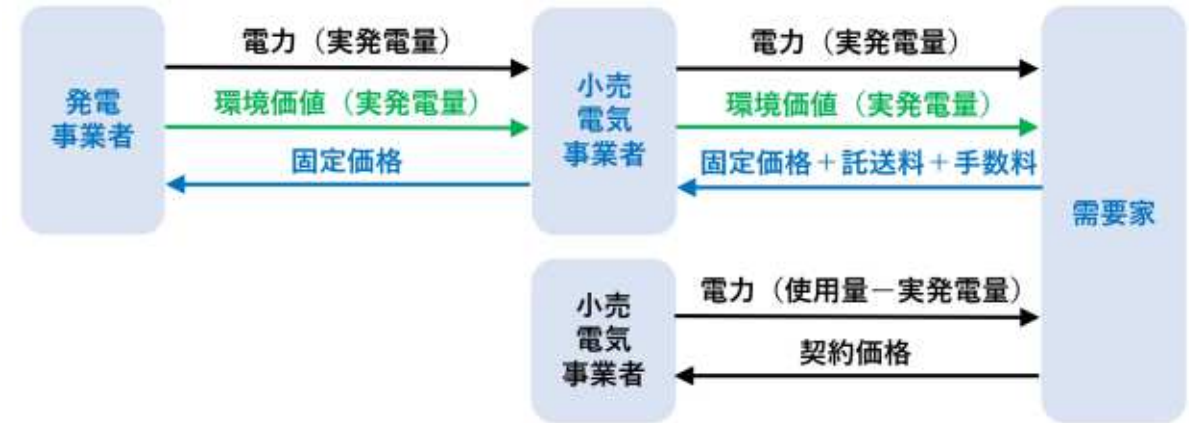 電力（実発電量）
電力（実発電量）
発電
事業者
環境価値（実発電量）
小売
電気
事業者
環境価値（実発電量）
固定価格
固定価格＋託送料＋手数料
需要家
小売
電気
事業者
電力（使用量－実発電量）
契約価格